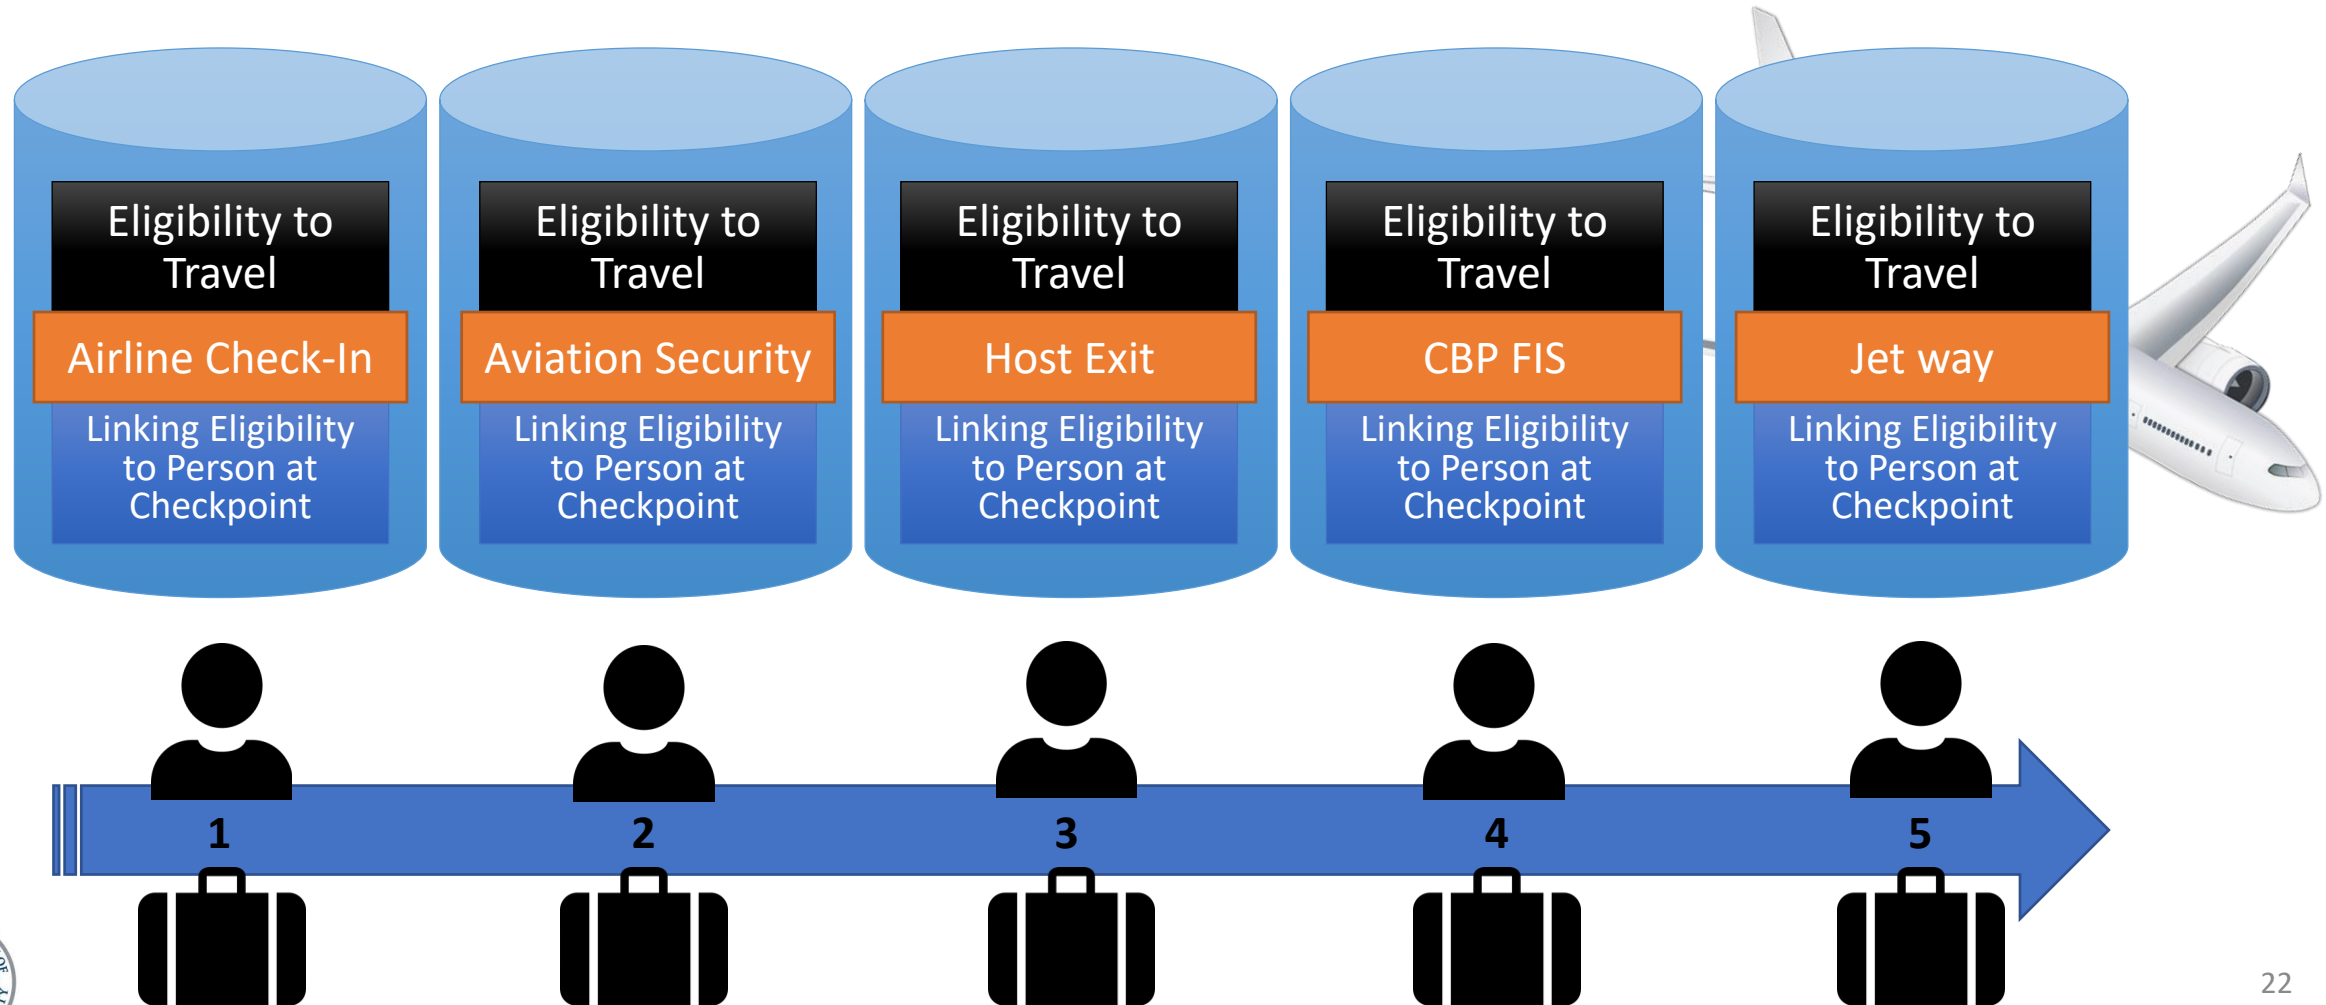 Eligibility to
Travel
Airline Check-In
Linking Eligibility
to Person at
Checkpoint
Eligibility to
Travel
Aviation Security
Linking Eligibility
to Person at
Checkpoint
Eligibility to
Travel
Host Exit
Linking Eligibility
to Person at
Checkpoint
Eligibility to
Travel
CBP FIS
Linking Eligibility
to Person at
Checkpoint
Eligibility to
Travel
Jet way
Linking Eligibility
to Person at
Checkpoint
1
2
3
4
5
22